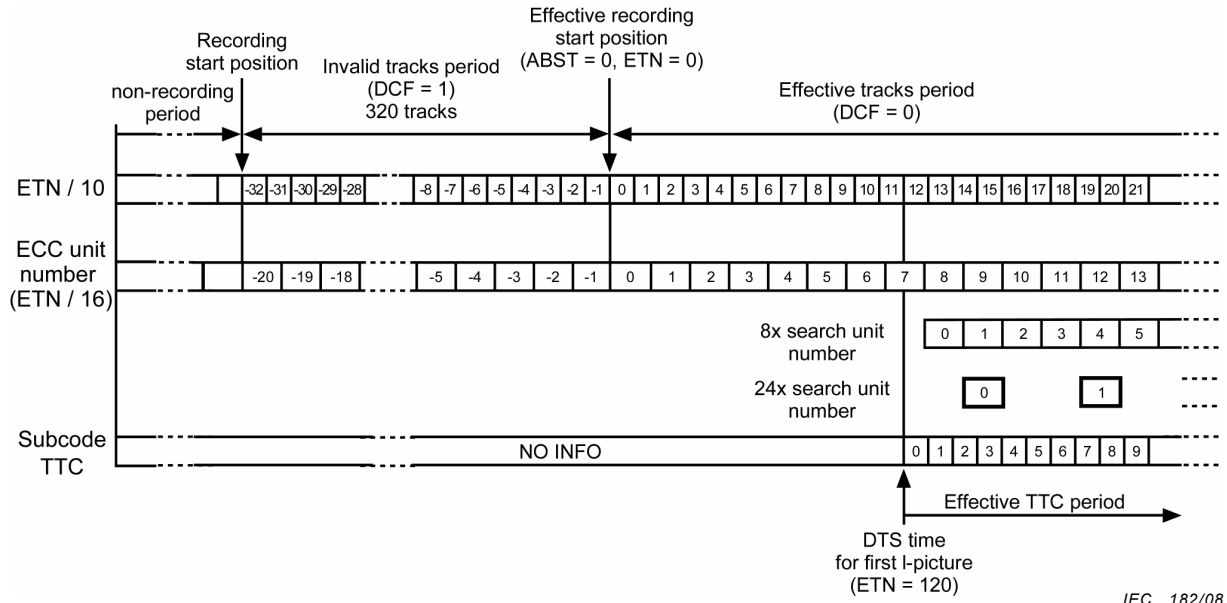 Effective recording
start position
(ABST = 0, ETN = 0)
Recording
start position
Invalid tracks period
(DCF = 1)
320 tracks
non-recording
period
Effective tracks period
(DCF = 0)
ETN / 10
-32 -31 -30 -29 -28 -8 -7 -6 -5 -4 -3 -2 -1 0 1 2 3 4 5 6 7 8 9 10 11 12 13 14 15 16 17 18 19 20 21
ECC unit
number
(ETN / 16)
-20 -19 -18 -5 -4 -3 -2 -1 0 1 2 3 4 5 6 7 8 9 10 11 12 13
8x search unit
number
0 1 2 3 4 5
24x search unit
number
0 1
Subcode
TTC
NO INFO
0 1 2 3 4 5 6 7 8 9
Effective TTC period
DTS time
for first I-picture
(ETN = 120)
IEC 182/08